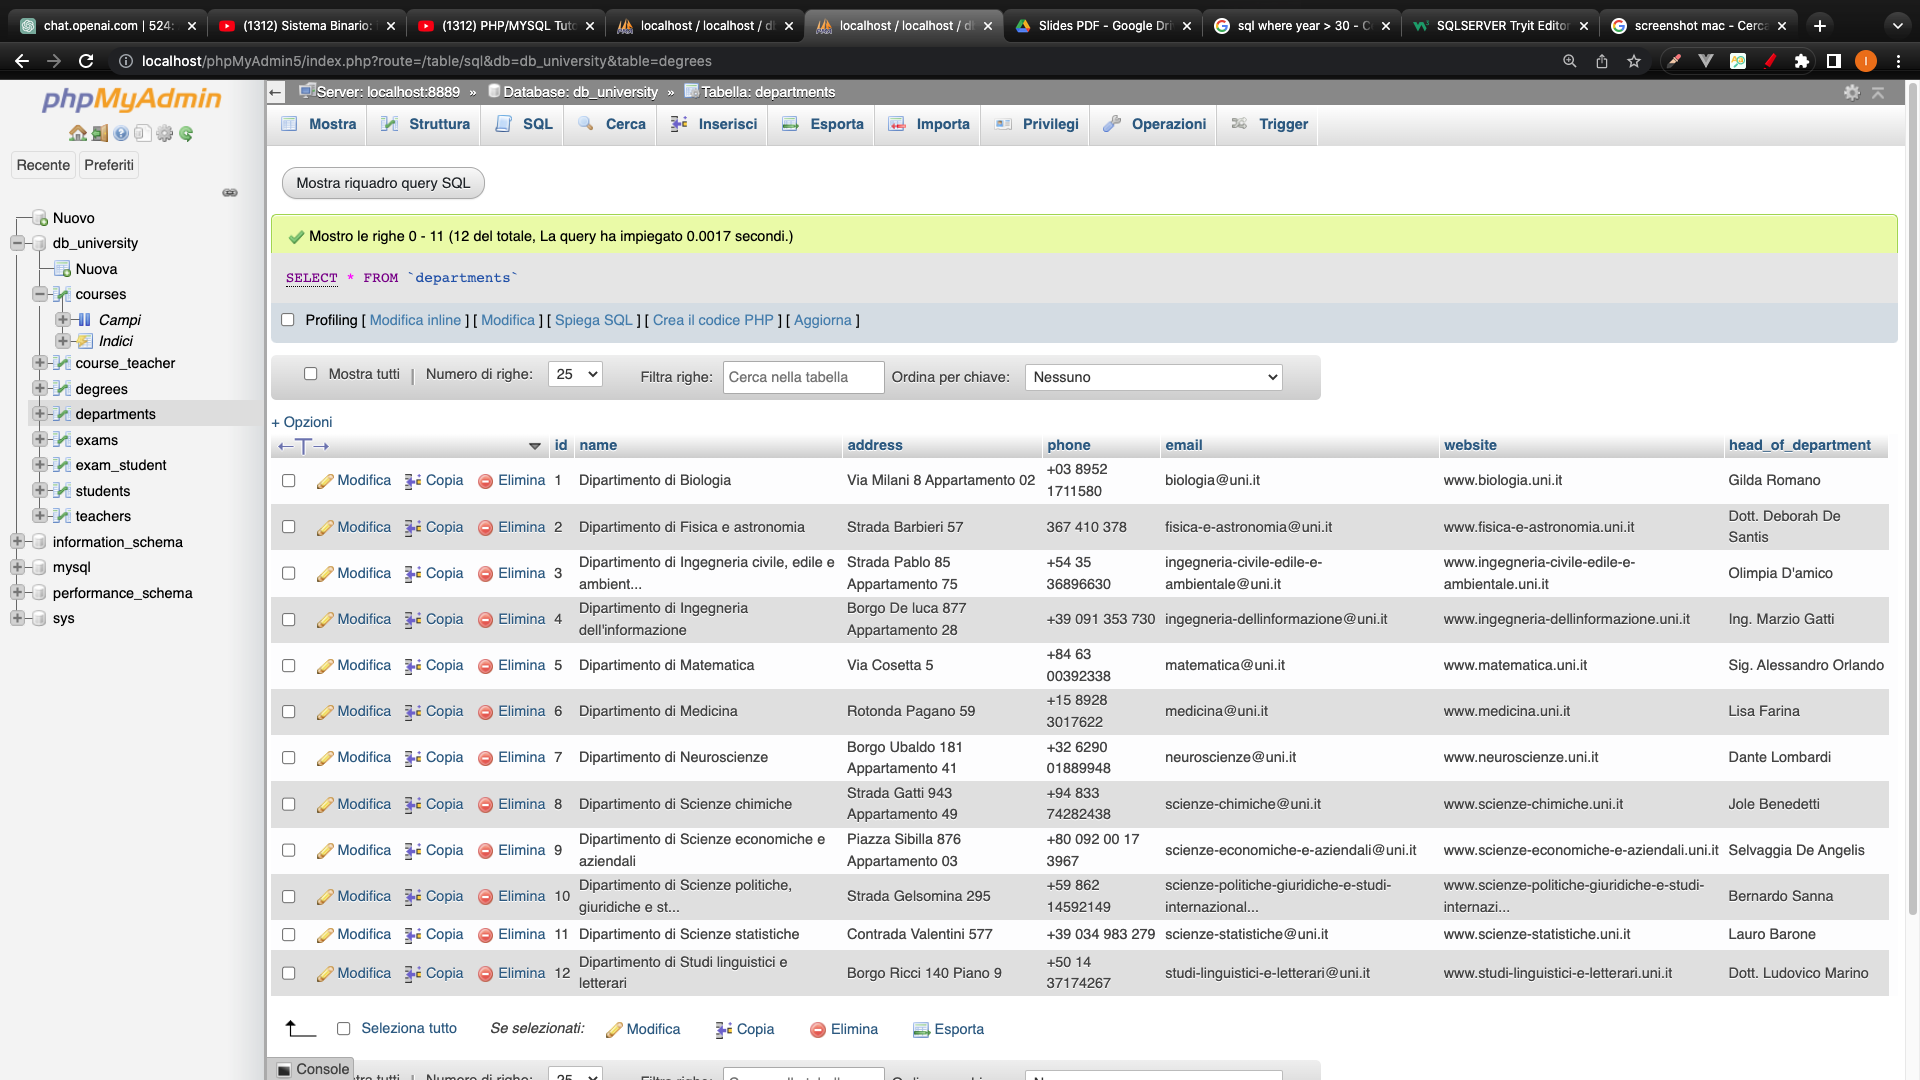 chat.openai.com | 524:
(1312) Sistema Binario:
(1312) PHP/MYSQL Tut
localhost / localhost / d
localhost / localhost / d
Slides PDF - Google Dri
sql where year > 30 - C
SQLSERVER Tryit Editor
screenshot mac - Cerca
localhost/phpMyAdmin5/index.php?route=/table/sql&db=db_university&table=degrees
I
phpMyAdmin
Recente Preferiti
Nuovo
db_university
Nuova
courses
Campi
Indici
course_teacher
degrees
departments
exams
exam_student
students
teachers
information_schema
mysql
performance_schema
sys
Server: localhost:8889 » Database: db_university » Tabella: departments
Mostra Struttura SQL Cerca Inserisci Esporta Importa Privilegi Operazioni Trigger
Mostra riquadro query SQL
Mostro le righe 0 - 11 (12 del totale, La query ha impiegato 0.0017 secondi.)
SELECT * FROM `departments`
Profiling [ Modifica inline ] [ Modifica ] [ Spiega SQL ] [ Crea il codice PHP ] [ Aggiorna ]
Mostra tutti | Numero di righe: 25 Filtra righe: Cerca nella tabella Ordina per chiave: Nessuno
+ Opzioni
←T→ id name address phone email website head_of_department
Modifica Copia Elimina 1 Dipartimento di Biologia Via Milani 8 Appartamento 02 +03 8952 1711580 biologia@uni.it www.biologia.uni.it Gilda Romano
Modifica Copia Elimina 2 Dipartimento di Fisica e astronomia Strada Barbieri 57 367 410 378 fisica-e-astronomia@uni.it www.fisica-e-astronomia.uni.it Dott. Deborah De Santis
Modifica Copia Elimina 3 Dipartimento di Ingegneria civile, edile e ambient... Strada Pablo 85 Appartamento 75 +54 35 36896630 ingegneria-civile-edile-e-ambientale@uni.it www.ingegneria-civile-edile-e-ambientale.uni.it Olimpia D'amico
Modifica Copia Elimina 4 Dipartimento di Ingegneria dell'informazione Borgo De luca 877 Appartamento 28 +39 091 353 730 ingegneria-dellinformazione@uni.it www.ingegneria-dellinformazione.uni.it Ing. Marzio Gatti
Modifica Copia Elimina 5 Dipartimento di Matematica Via Cosetta 5 +84 63 00392338 matematica@uni.it www.matematica.uni.it Sig. Alessandro Orlando
Modifica Copia Elimina 6 Dipartimento di Medicina Rotonda Pagano 59 +15 8928 3017622 medicina@uni.it www.medicina.uni.it Lisa Farina
Modifica Copia Elimina 7 Dipartimento di Neuroscienze Borgo Ubaldo 181 Appartamento 41 +32 6290 01889948 neuroscienze@uni.it www.neuroscienze.uni.it Dante Lombardi
Modifica Copia Elimina 8 Dipartimento di Scienze chimiche Strada Gatti 943 Appartamento 49 +94 833 74282438 scienze-chimiche@uni.it www.scienze-chimiche.uni.it Jole Benedetti
Modifica Copia Elimina 9 Dipartimento di Scienze economiche e aziendali Piazza Sibilla 876 Appartamento 03 +80 092 00 17 3967 scienze-economiche-e-aziendali@uni.it www.scienze-economiche-e-aziendali.uni.it Selvaggia De Angelis
Modifica Copia Elimina 10 Dipartimento di Scienze politiche, giuridiche e st... Strada Gelsomina 295 +59 862 14592149 scienze-politiche-giuridiche-e-studi-internazional... www.scienze-politiche-giuridiche-e-studi-internazi... Bernardo Sanna
Modifica Copia Elimina 11 Dipartimento di Scienze statistiche Contrada Valentini 577 +39 034 983 279 scienze-statistiche@uni.it www.scienze-statistiche.uni.it Lauro Barone
Modifica Copia Elimina 12 Dipartimento di Studi linguistici e letterari Borgo Ricci 140 Piano 9 +50 14 37174267 studi-linguistici-e-letterari@uni.it www.studi-linguistici-e-letterari.uni.it Dott. Ludovico Marino
Seleziona tutto Se selezionati: Modifica Copia Elimina Esporta
Console
tutti | Numero di righe: 25